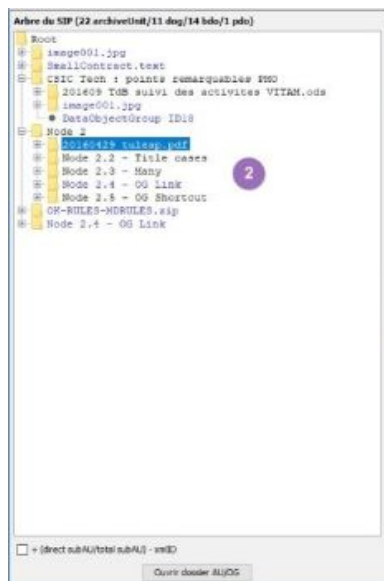 Arbre du SIP (22 archiveUnit/11 dog/14 bdo/1 pdo)
Root
image001.jpg
SmallContract.text
CSIC Tech : points remarquables PMO
201609 TdB suivi des activites VITAM.ods
image001.jpg
DataObjectGroup ID18
Node 2
20160429 tuleap.pdf
Node 2.2 - Title cases
Node 2.3 - Many
Node 2.4 - OG Link
Node 2.5 - OG Shortcut
OK-RULES-MDRULES.zip
Node 2.4 - OG Link
2
+ (direct subAU/total subAU) - xmlID
Ouvrir dossier AU/OG